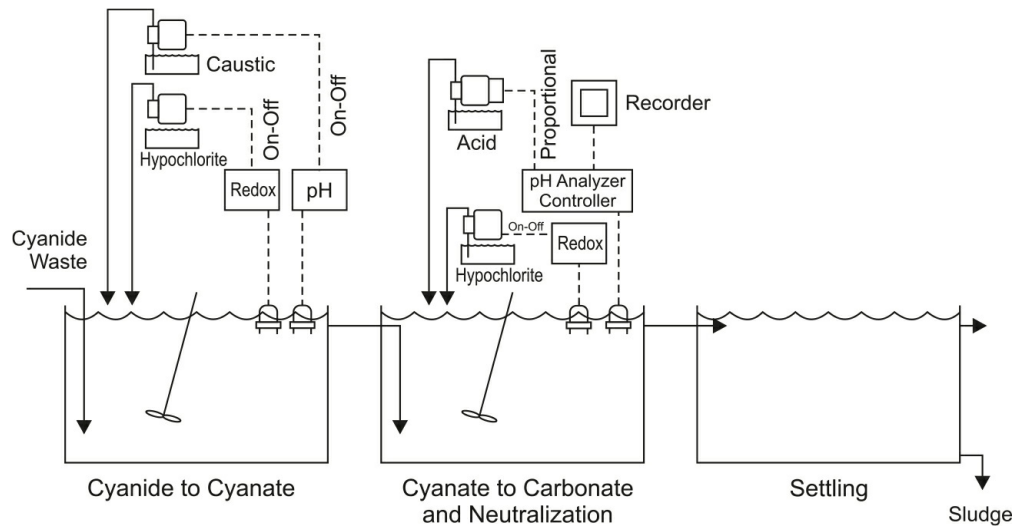 Caustic
On-Off
Hypochlorite
On-Off
Redox
pH
Cyanide
Waste
Acid
Proportional
Recorder
pH Analyzer
Controller
On-Off
Redox
Hypochlorite
Cyanide to Cyanate
Cyanate to Carbonate
and Neutralization
Settling
Sludge